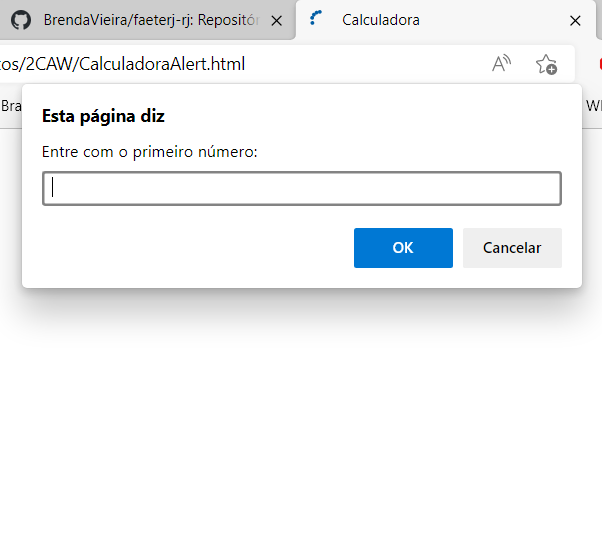 BrendaVieira/faeterj-rj: Repositór
Calculadora
tos/2CAW/CalculadoraAlert.html
Bra
Wh
Esta página diz
Entre com o primeiro número:
OK
Cancelar